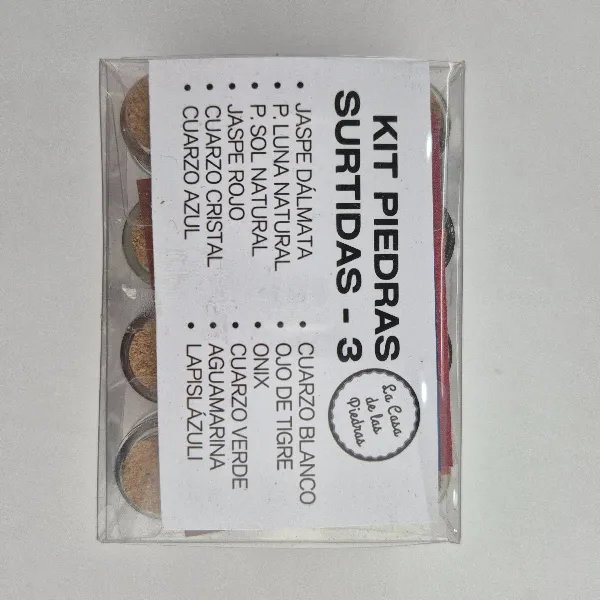 KIT PIEDRAS
SURTIDAS - 3
La Casa
de las
Piedras
• JASPE DÁLMATA
• P. LUNA NATURAL
• P. SOL NATURAL
• JASPE ROJO
• CUARZO CRISTAL
• CUARZO AZUL
• CUARZO BLANCO
• OJO DE TIGRE
• ONIX
• CUARZO VERDE
• AGUAMARINA
• LAPISLÁZULI